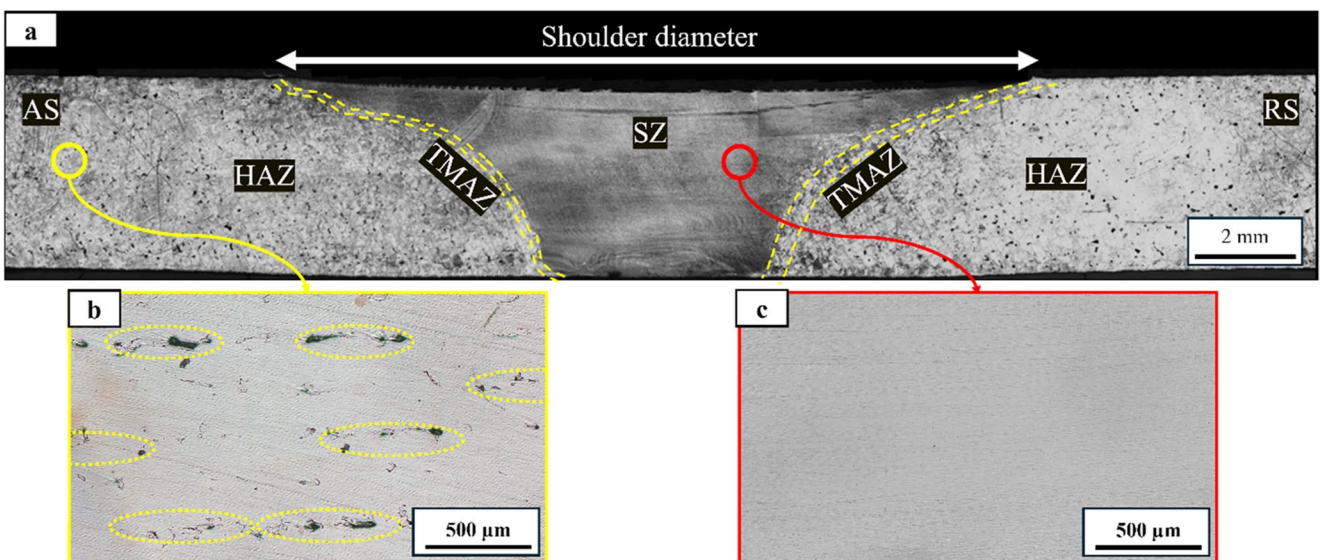 a
Shoulder diameter
AS
RS
SZ
HAZ
TMAZ
TMAZ
HAZ
2 mm
b
c
500 µm
500 µm